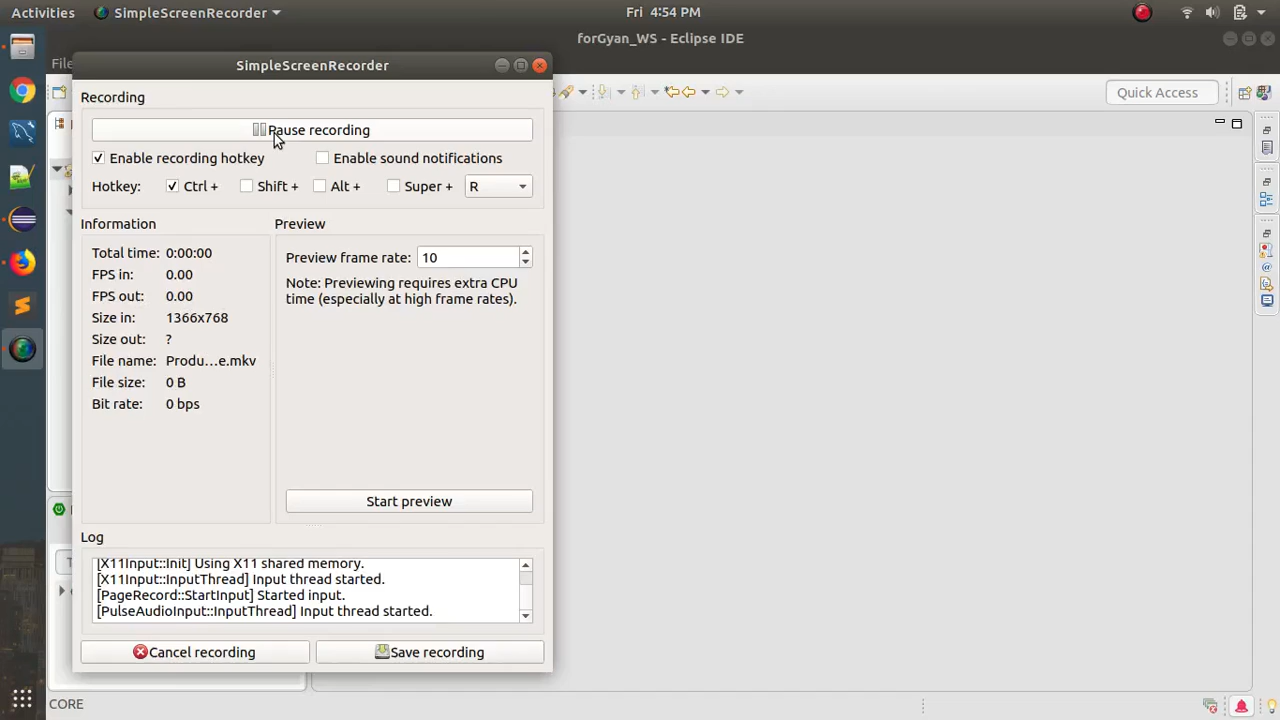 Activities
SimpleScreenRecorder
Fri 4:54 PM
forGyan_WS - Eclipse IDE
Quick Access
SimpleScreenRecorder
Recording
Pause recording
Enable recording hotkey
Enable sound notifications
Hotkey: Ctrl + Shift + Alt + Super + R
Information
Total time: 0:00:00
FPS in: 0.00
FPS out: 0.00
Size in: 1366x768
Size out: ?
File name: Produ...e.mkv
File size: 0 B
Bit rate: 0 bps
Preview
Preview frame rate: 10
Note: Previewing requires extra CPU
time (especially at high frame rates).
Start preview
Log
[X11Input::Init] Using X11 shared memory.
[X11Input::InputThread] Input thread started.
[PageRecord::StartInput] Started input.
[PulseAudioInput::InputThread] Input thread started.
Cancel recording
Save recording
CORE